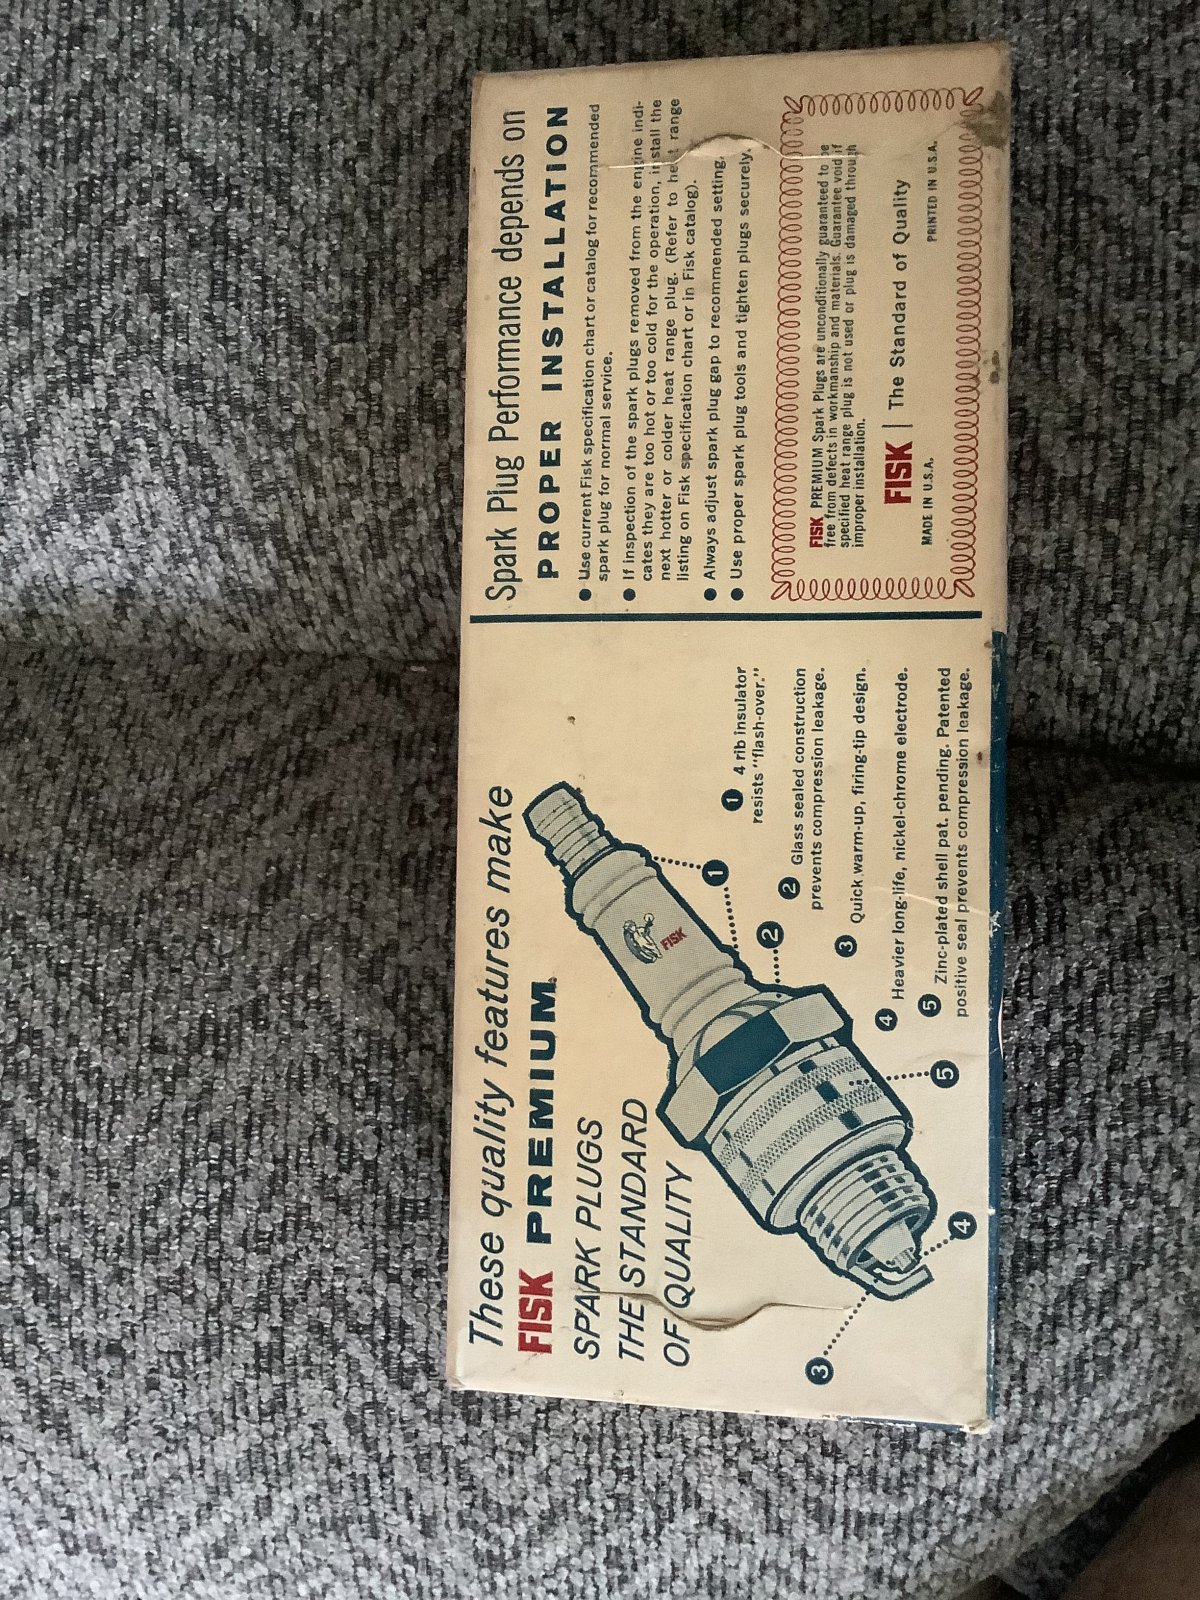 These quality features make
FISK PREMIUM
SPARK PLUGS
THE STANDARD
OF QUALITY
FISK
1
2
3
4
5
1 4 rib insulator
resists "flash-over."
2 Glass sealed construction
prevents compression leakage.
3 Quick warm-up, firing-tip design.
4 Heavier long-life, nickel-chrome electrode.
5 Zinc-plated shell pat. pending. Patented
positive seal prevents compression leakage.
Spark Plug Performance depends on
PROPER INSTALLATION
● Use current Fisk specification chart or catalog for recommended
spark plug for normal service.
● If inspection of the spark plugs removed from the engine indi-
cates they are too hot or too cold for the operation, install the
next hotter or colder heat range plug. (Refer to heat range
listing on Fisk specification chart or in Fisk catalog).
● Always adjust spark plug gap to recommended setting.
● Use proper spark plug tools and tighten plugs securely.
FISK PREMIUM Spark Plugs are unconditionally guaranteed to be
free from defects in workmanship and materials. Guarantee void if
specified heat range plug is not used or plug is damaged through
improper installation.
FISK | The Standard of Quality
MADE IN U.S.A. PRINTED IN U.S.A.